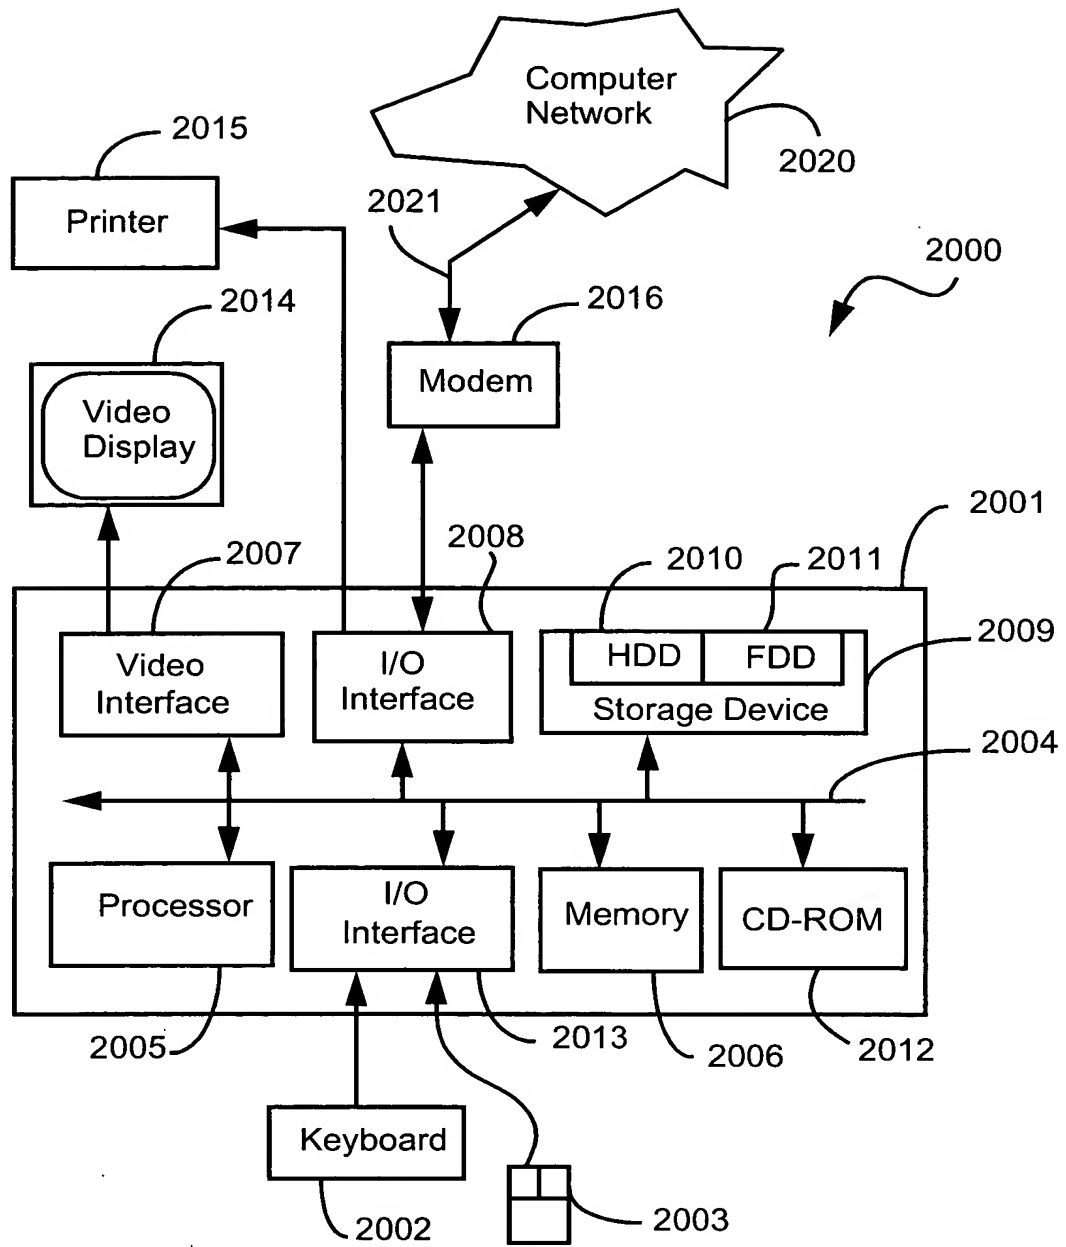 Computer
Network
2020
2015
Printer
2021
2000
2014
2016
Video
Display
Modem
2001
2007
2008
2010
2011
2009
Video
Interface
I/O
Interface
HDD
FDD
Storage Device
2004
Processor
I/O
Interface
Memory
CD-ROM
2005
2013
2006
2012
Keyboard
2002
2003